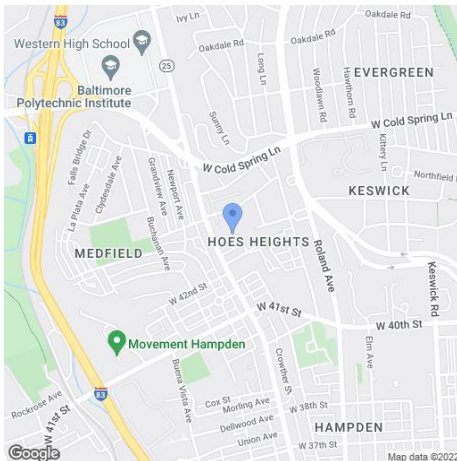 Ivy Ln
83
Oakdale Rd
Western High School
Oakdale Rd
25
Long Ln
EVERGREEN
Baltimore
Polytechnic Institute
Woodlawn Rd
Hawthorn Rd
Sunny Ln
W Cold Spring Ln
Kittery Ln
Falls Bridge Dr
W Cold Spring Ln
Northfield
Clydesdale Ave
Grandview Ave
Newport Ave
KESWICK
La Plata Ave
Buchanan Ave
HOES HEIGHTS
Roland Ave
MEDFIELD
Keswick Rd
W 42nd St
W 41st St
W 40th St
Movement Hampden
Elm Ave
Crowther St
Buena Vista Ave
83
Rockrose Ave
Cox St
W 41st St
Morling Ave
W 38th St
Dellwood Ave
HAMPDEN
Union Ave
W 37th St
Google
Map data ©2022